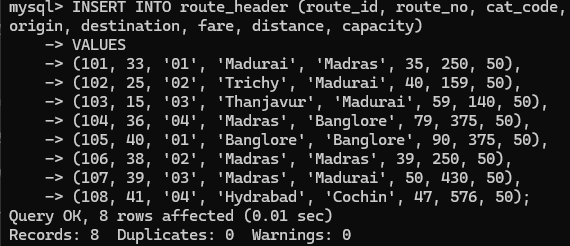 mysql> INSERT INTO route_header (route_id, route_no, cat_code,
origin, destination, fare, distance, capacity)
    -> VALUES
    -> (101, 33, '01', 'Madurai', 'Madras', 35, 250, 50),
    -> (102, 25, '02', 'Trichy', 'Madurai', 40, 159, 50),
    -> (103, 15, '03', 'Thanjavur', 'Madurai', 59, 140, 50),
    -> (104, 36, '04', 'Madras', 'Banglore', 79, 375, 50),
    -> (105, 40, '01', 'Banglore', 'Banglore', 90, 375, 50),
    -> (106, 38, '02', 'Madras', 'Madras', 39, 250, 50),
    -> (107, 39, '03', 'Madras', 'Madurai', 50, 430, 50),
    -> (108, 41, '04', 'Hydrabad', 'Cochin', 47, 576, 50);
Query OK, 8 rows affected (0.01 sec)
Records: 8  Duplicates: 0  Warnings: 0